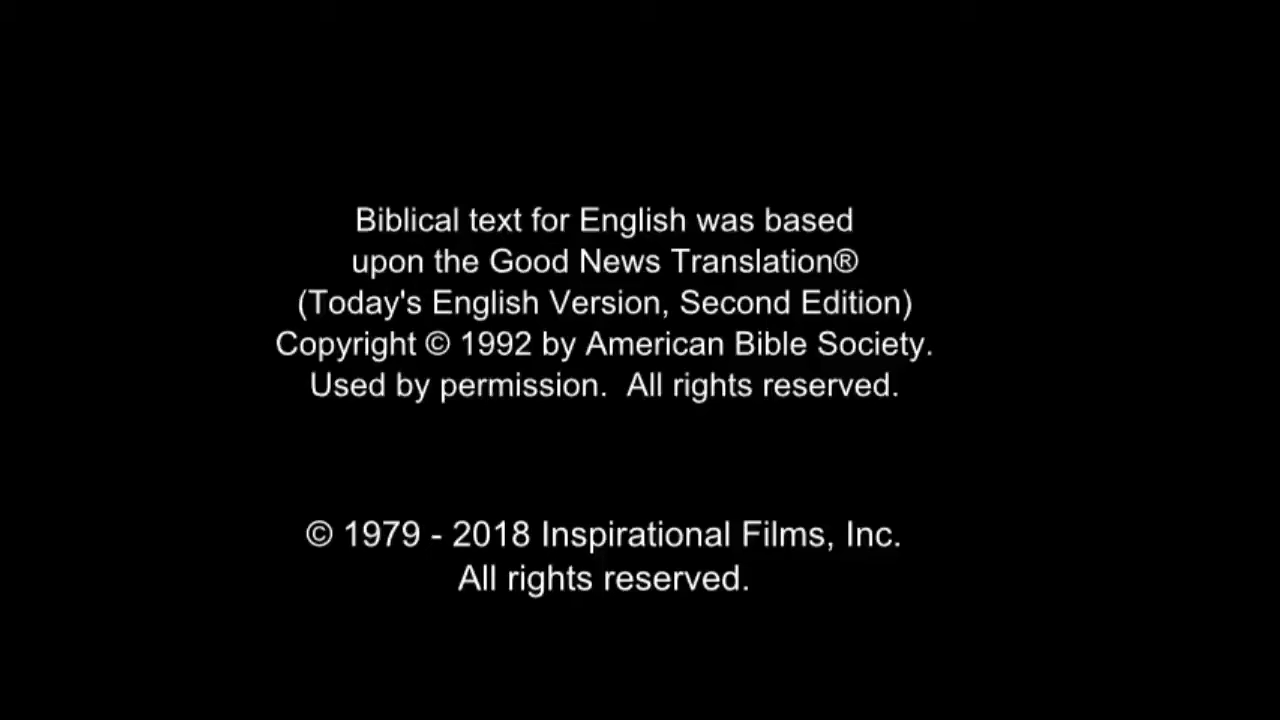 Biblical text for English was based
upon the Good News Translation®
(Today's English Version, Second Edition)
Copyright © 1992 by American Bible Society.
Used by permission.  All rights reserved.
© 1979 - 2018 Inspirational Films, Inc.
All rights reserved.